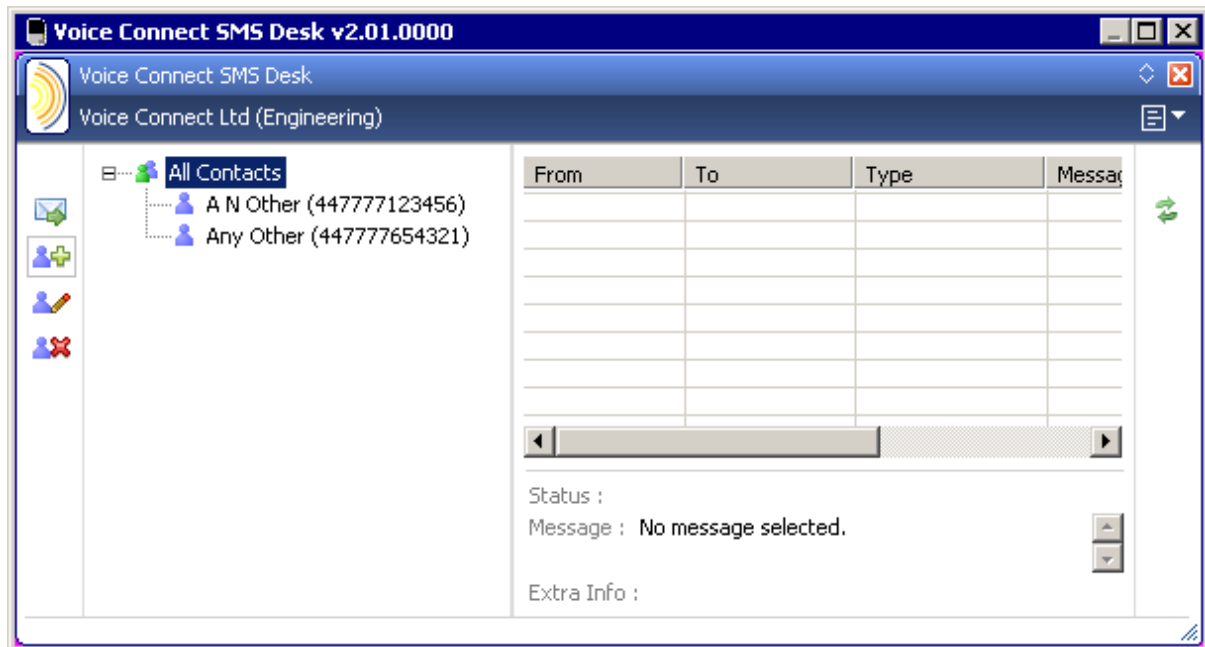 Voice Connect SMS Desk v2.01.0000
Voice Connect SMS Desk
Voice Connect Ltd (Engineering)
All Contacts
A N Other (447777123456)
Any Other (447777654321)
From To Type Messag
Status :
Message : No message selected.
Extra Info :